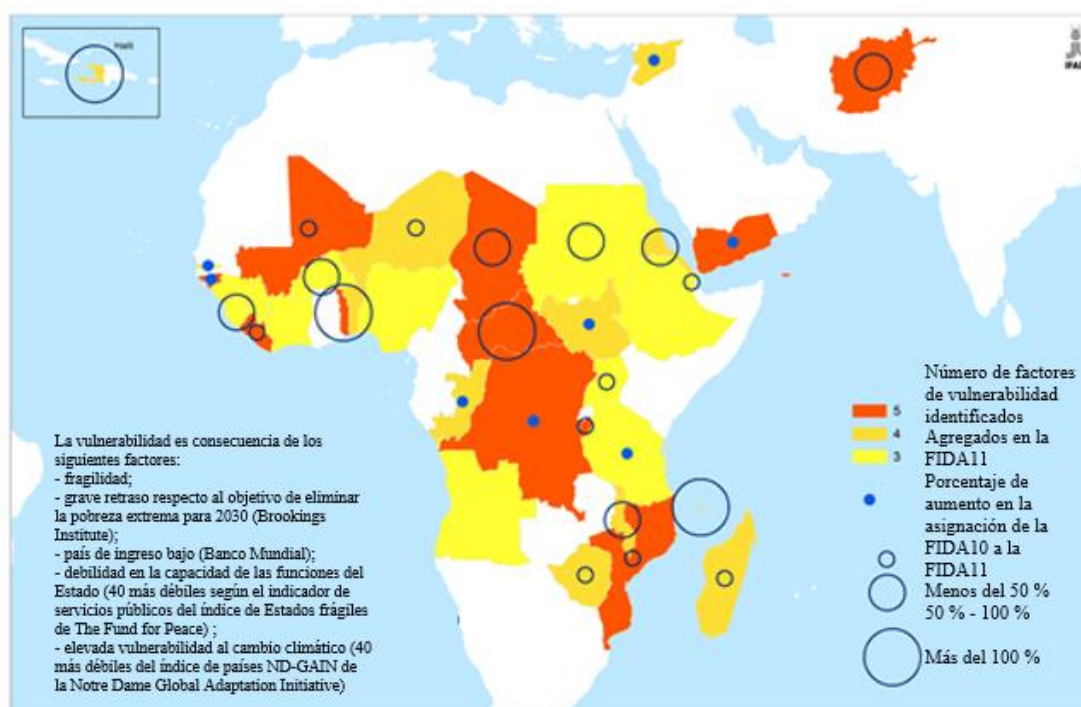 La vulnerabilidad es consecuencia de los
siguientes factores:
- fragilidad;
- grave retraso respecto al objetivo de eliminar
la pobreza extrema para 2030 (Brookings
Institute);
- país de ingreso bajo (Banco Mundial);
- debilidad en la capacidad de las funciones del
Estado (40 más débiles según el indicador de
servicios públicos del índice de Estados frágiles
de The Fund for Peace) ;
- elevada vulnerabilidad al cambio climático (40
más débiles del índice de países ND-GAIN de
la Notre Dame Global Adaptation Initiative)
Número de factores
de vulnerabilidad
identificados
5
4
3
Agregados en la
FIDA11
Porcentaje de
aumento en la
asignación de la
FIDA10 a la
FIDA11
Menos del 50 %
50 % - 100 %
Más del 100 %